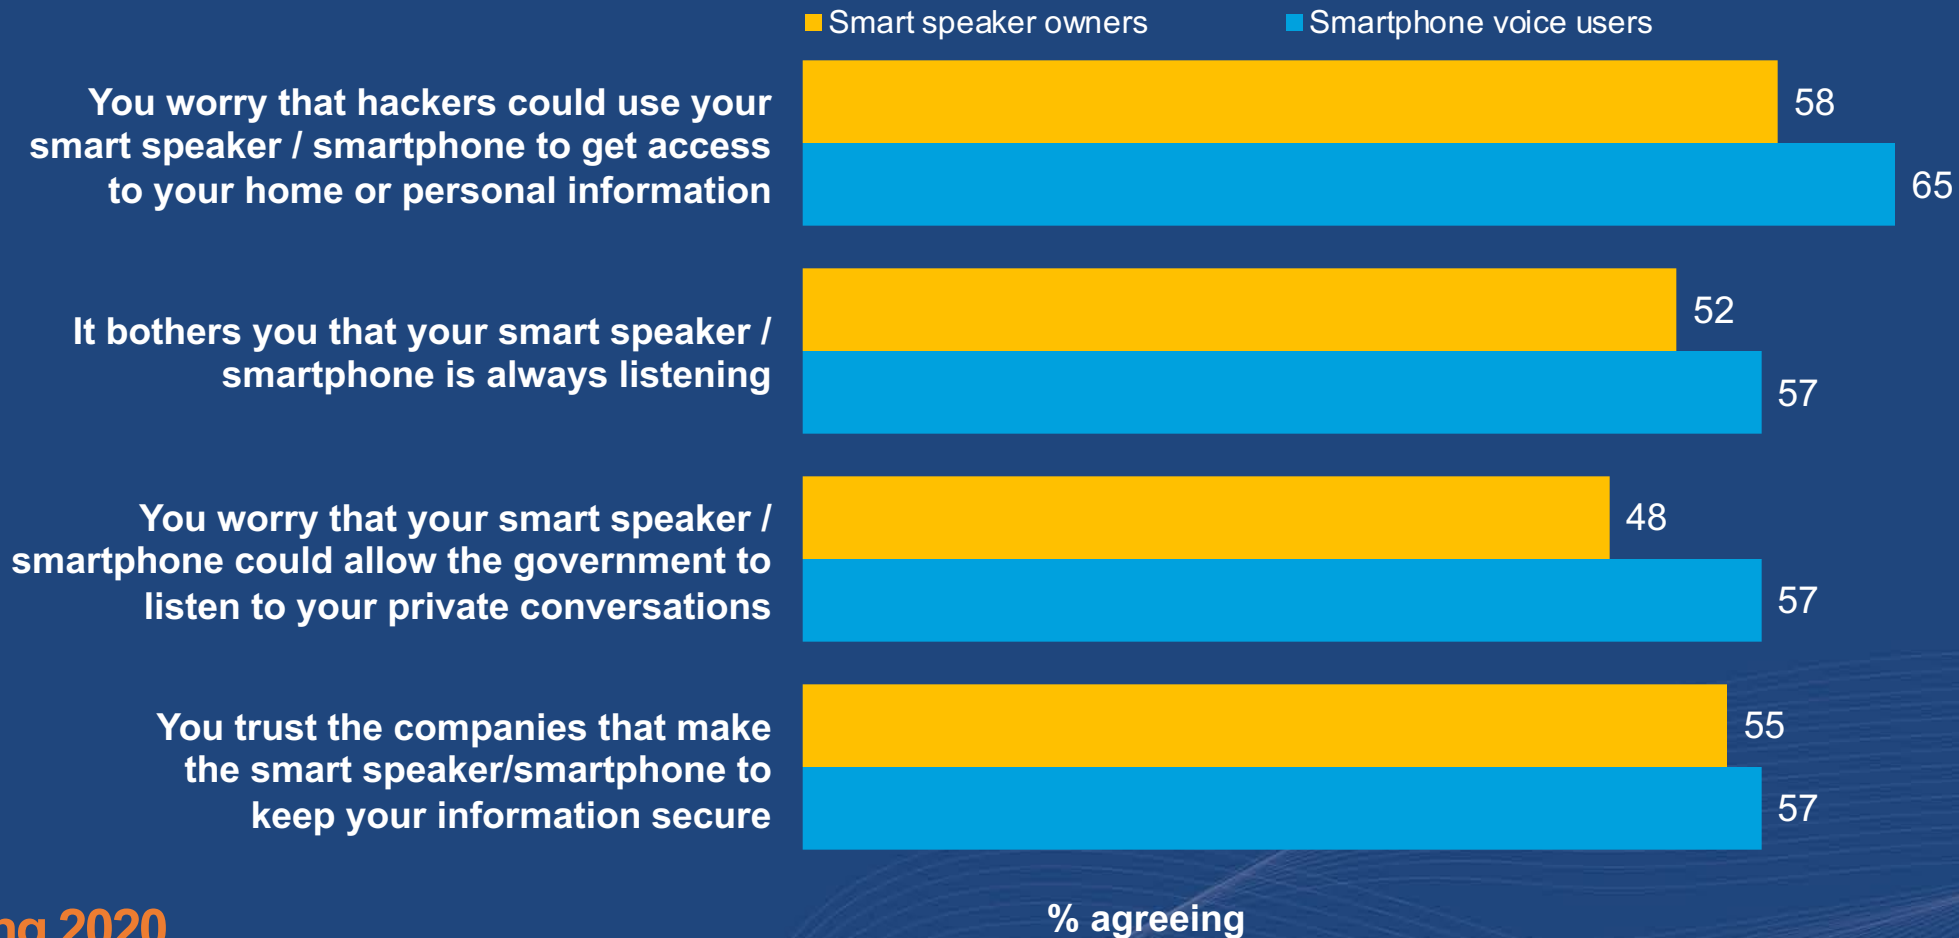 Smart speaker owners
Smartphone voice users
You worry that hackers could use your
smart speaker / smartphone to get access
to your home or personal information
58
65
It bothers you that your smart speaker /
smartphone is always listening
52
57
You worry that your smart speaker /
smartphone could allow the government to
listen to your private conversations
48
57
You trust the companies that make
the smart speaker/smartphone to
keep your information secure
55
57
% agreeing
2020